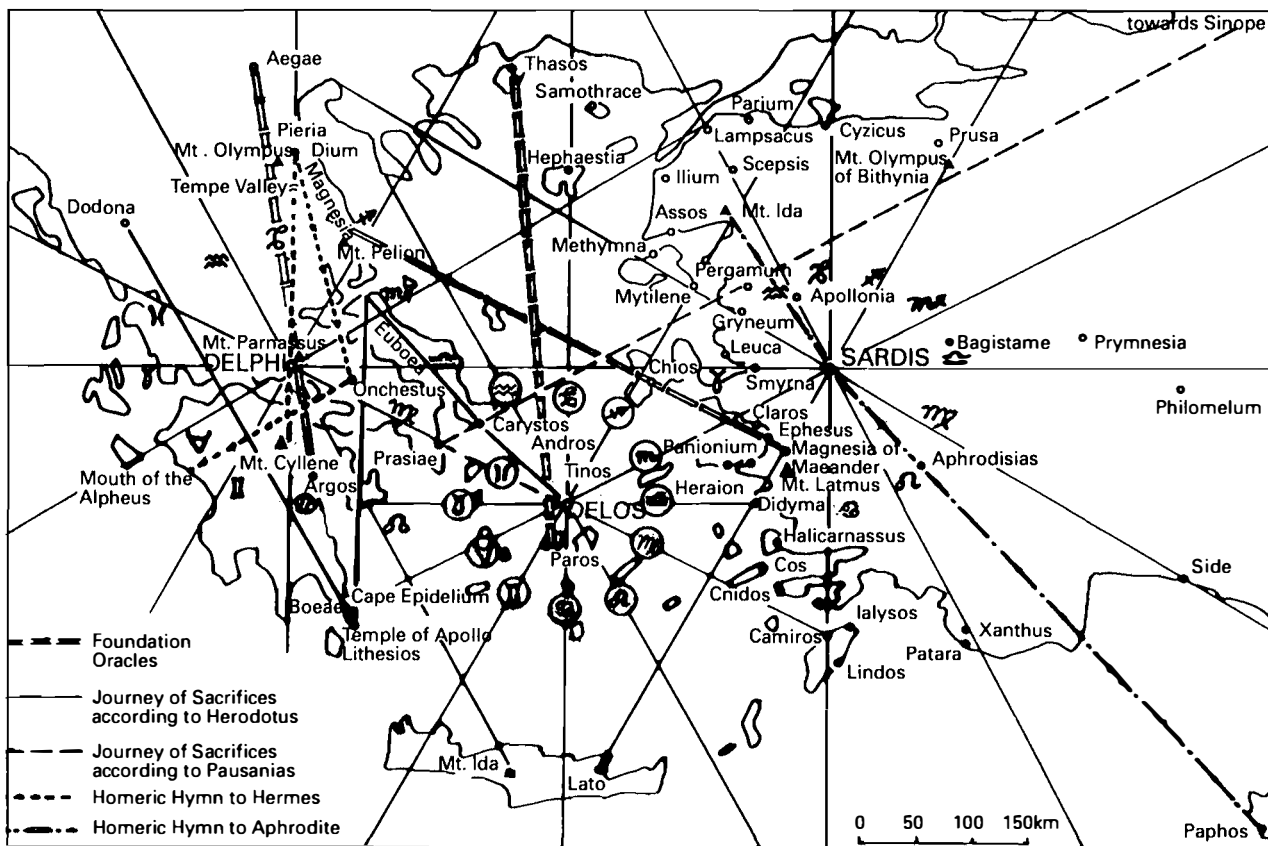 towards Sinope
Aegae
Thasos
Samothrace
Parium
Lampsacus
Cyzicus
Prusa
Pieria
Mt . Olympus
Dium
Hephaestia
Scepsis
Mt. Olympus
of Bithynia
Tempe Valley
Magnesia
Ilium
Dodona
Assos
Mt. Ida
Mt. Pelion
Methymna
Pergamum
Mytilene
Apollonia
Gryneum
Euboea
Mt. Parnassus
DELPHI
Leuca
Chios
SARDIS
Bagistame
Prymnesia
Smyrna
Onchestus
Philomelum
Claros
Carystos
Ephesus
Andros
Panionium
Magnesia of
Maeander
Prasiae
Tinos
Aphrodisias
Mt. Cyllene
Mouth of the
Alpheus
Heraion
Mt. Latmus
Argos
DELOS
Didyma
Halicarnassus
Paros
Cos
Cnidos
Side
Cape Epidelium
Boeae
Ialysos
Temple of Apollo
Lithesios
Camiros
Xanthus
Patara
Lindos
Foundation
Oracles
Journey of Sacrifices
according to Herodotus
Journey of Sacrifices
according to Pausanias
Mt. Ida
Lato
Homeric Hymn to Hermes
Homeric Hymn to Aphrodite
0 50 100 150km
Paphos